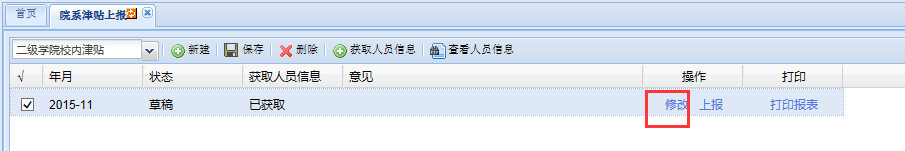 首页 院系津贴上报
二级学院校内津贴 新建 保存 删除 获取人员信息 查看人员信息
√ 年月 状态 获取人员信息 意见 操作 打印
2015-11 草稿 已获取 修改 上报 打印报表